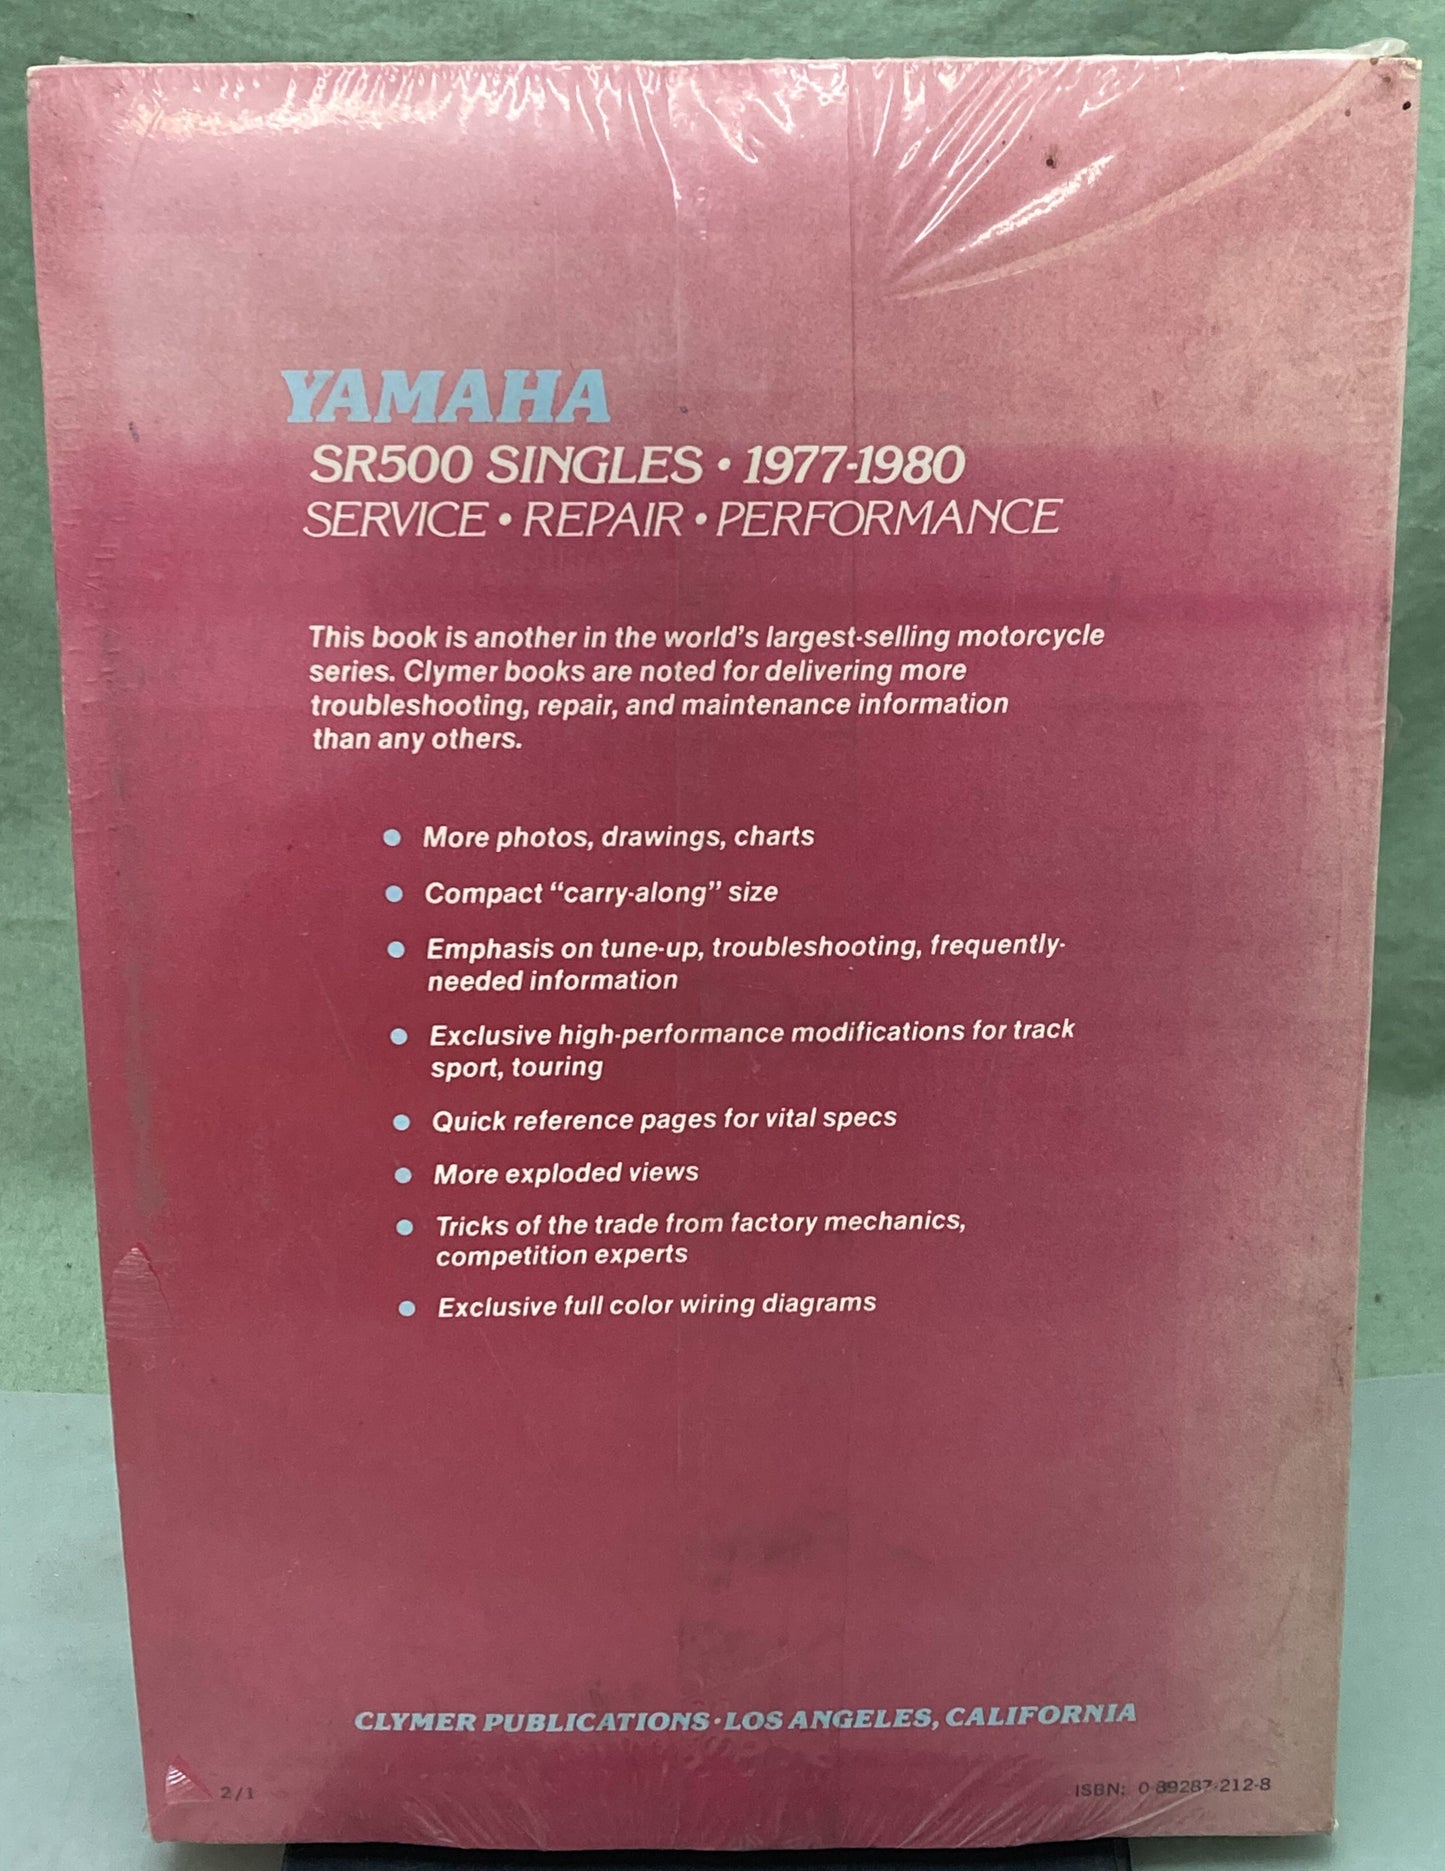 YAMAHA
SR500 SINGLES • 1977-1980
SERVICE • REPAIR • PERFORMANCE
This book is another in the world's largest-selling motorcycle
series. Clymer books are noted for delivering more
troubleshooting, repair, and maintenance information
than any others.
• More photos, drawings, charts
• Compact “carry-along” size
• Emphasis on tune-up, troubleshooting, frequently-
needed information
• Exclusive high-performance modifications for track
sport, touring
• Quick reference pages for vital specs
• More exploded views
• Tricks of the trade from factory mechanics,
competition experts
• Exclusive full color wiring diagrams
CLYMER PUBLICATIONS • LOS ANGELES, CALIFORNIA
2/1
ISBN: 0-89287-212-8